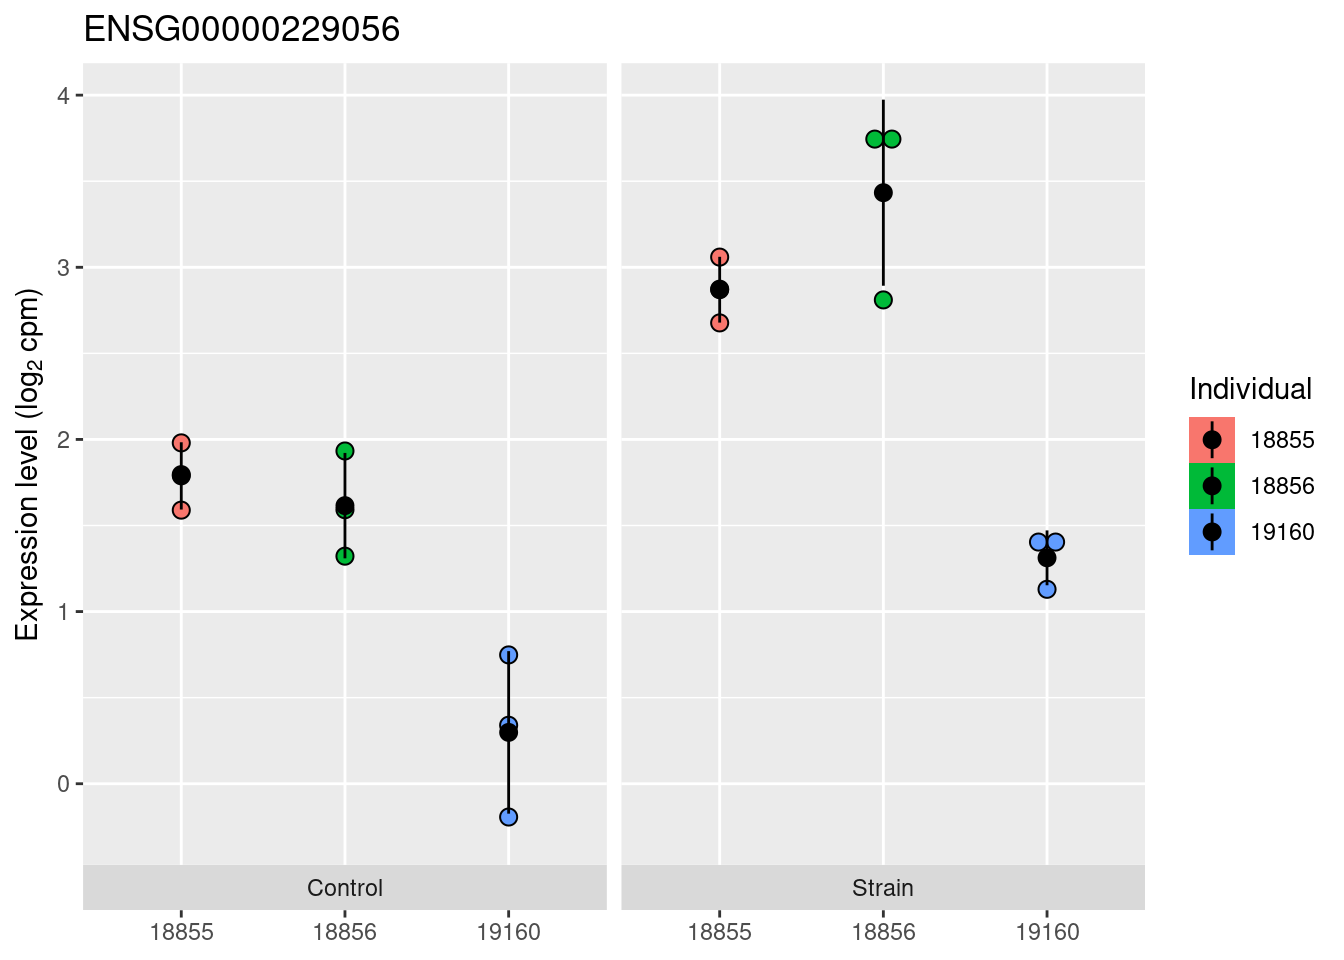 ENSG00000229056
Expression level (log₂ cpm)
4
3
2
1
0
Control
Strain
18855
18856
19160
18855
18856
19160
Individual
18855
18856
19160